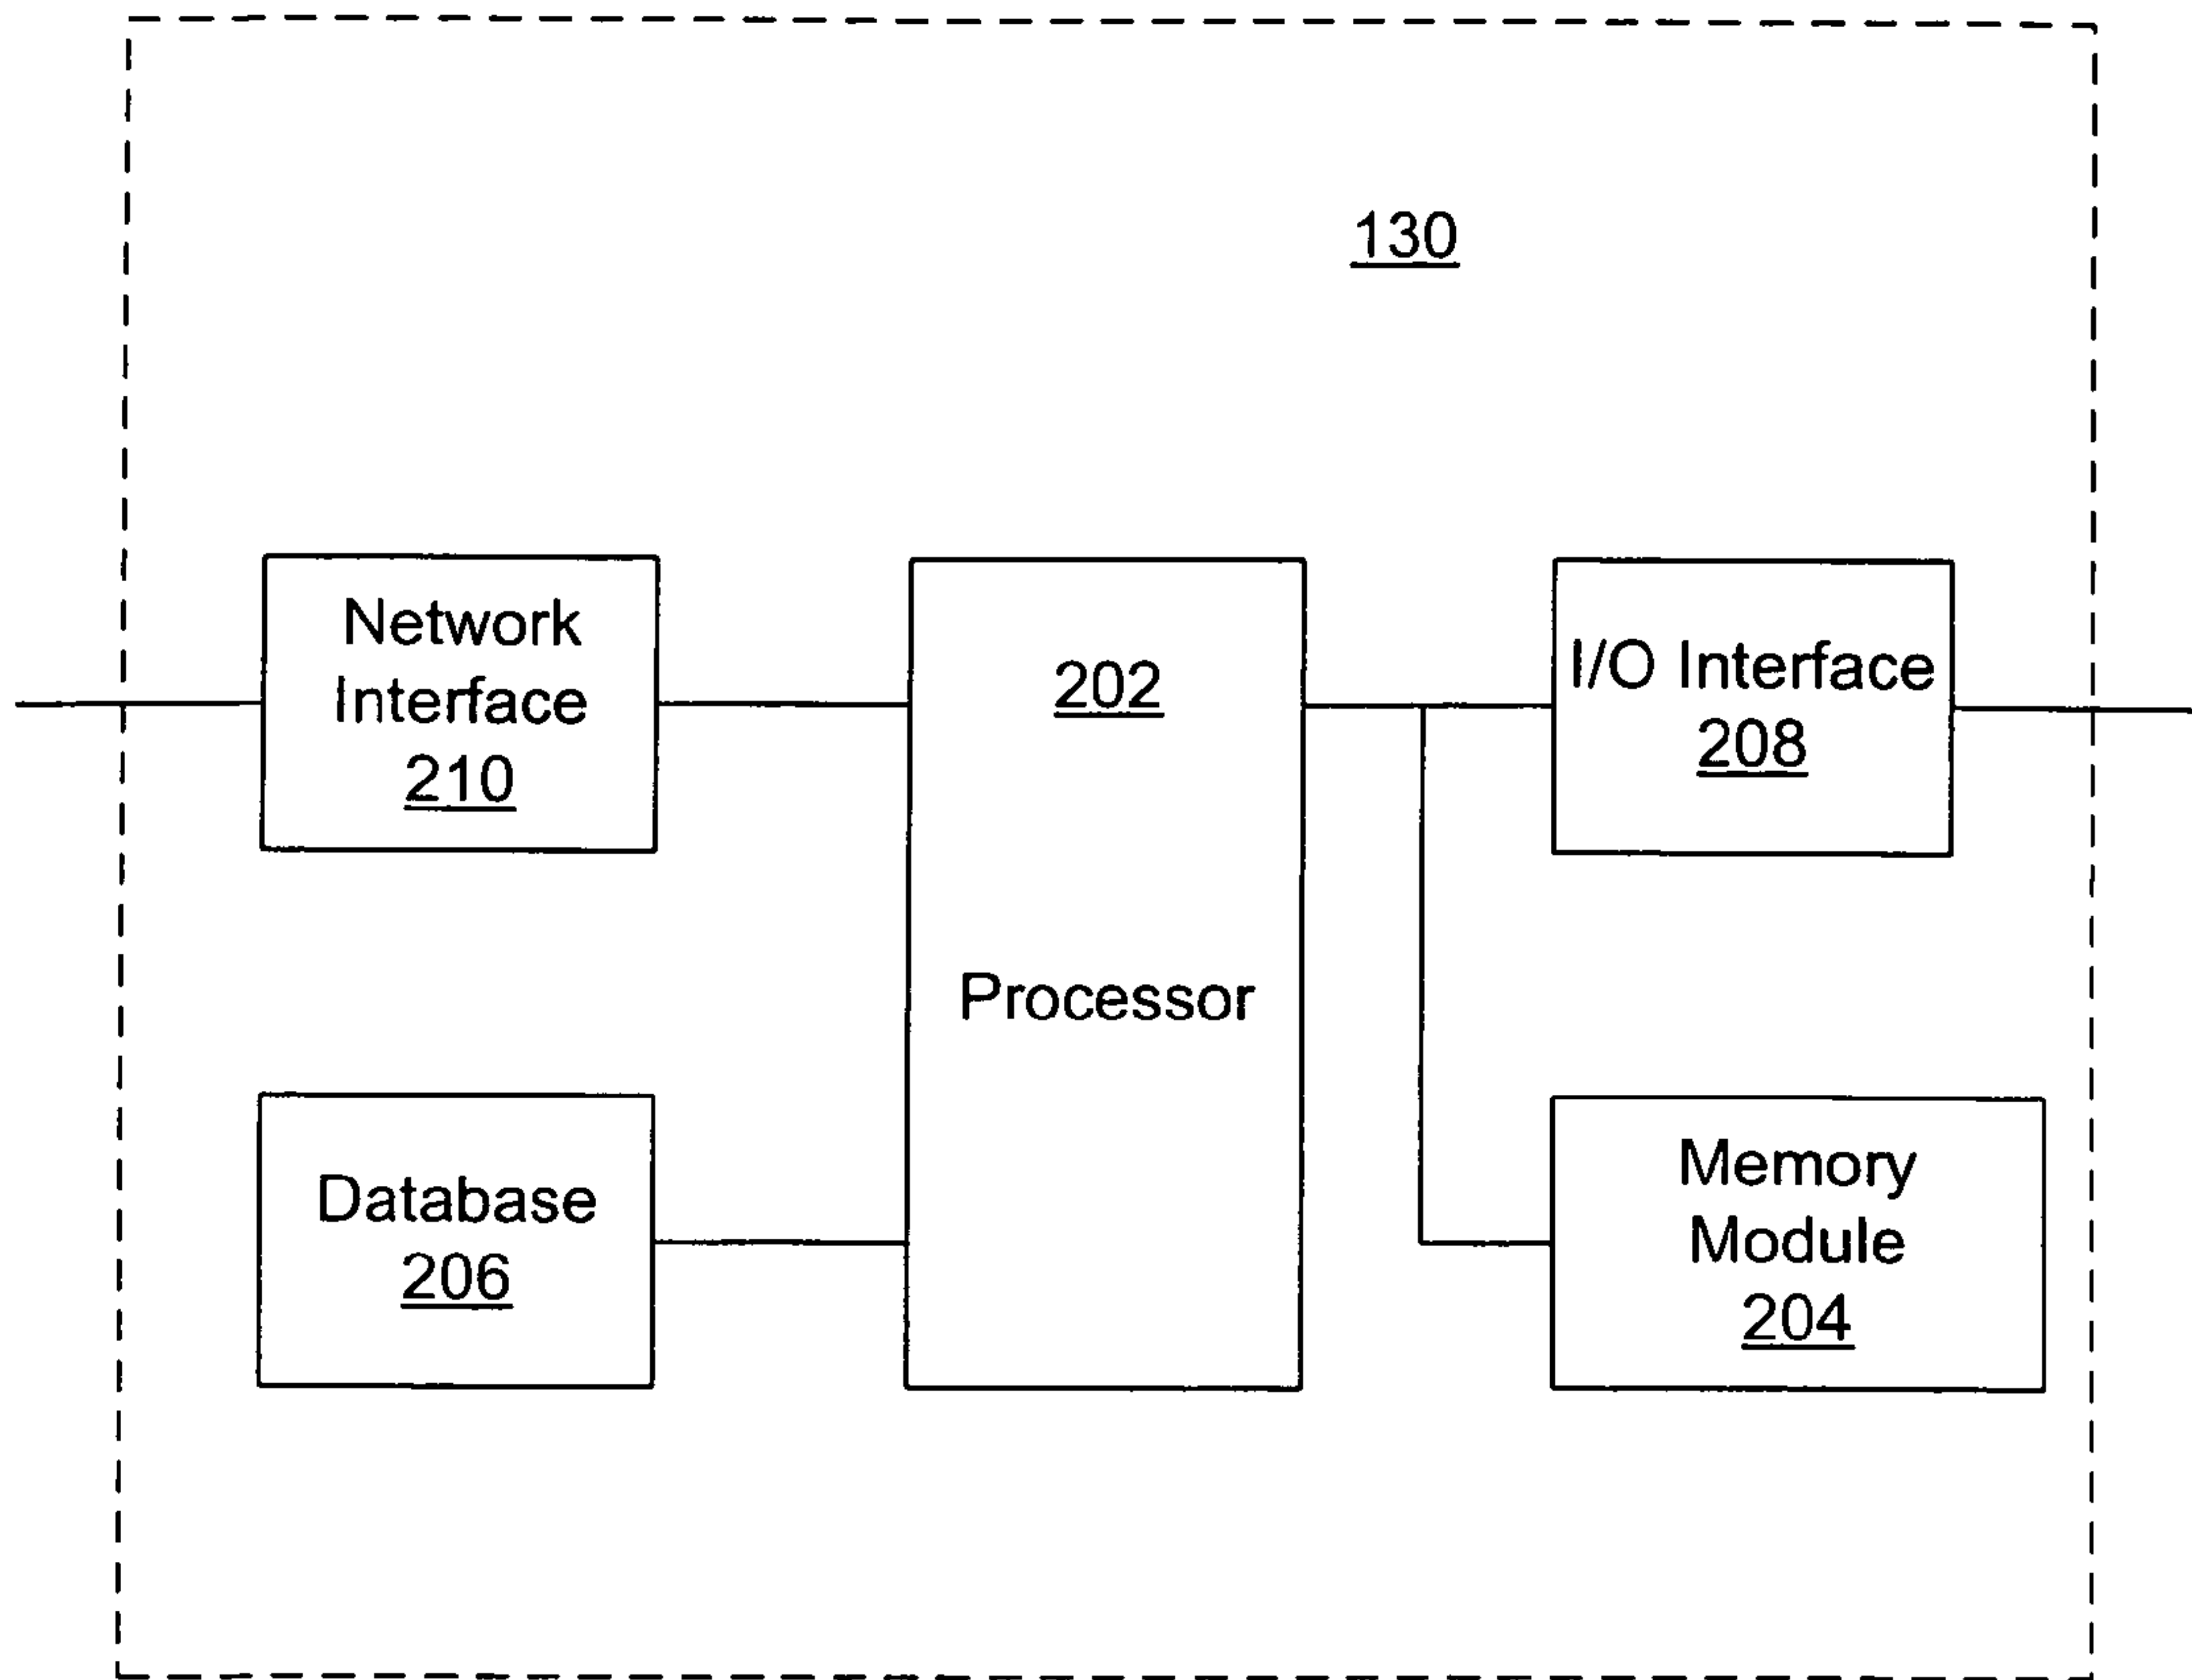 130
Network
Interface
210
202
Processor
I/O Interface
208
Database
206
Memory
Module
204